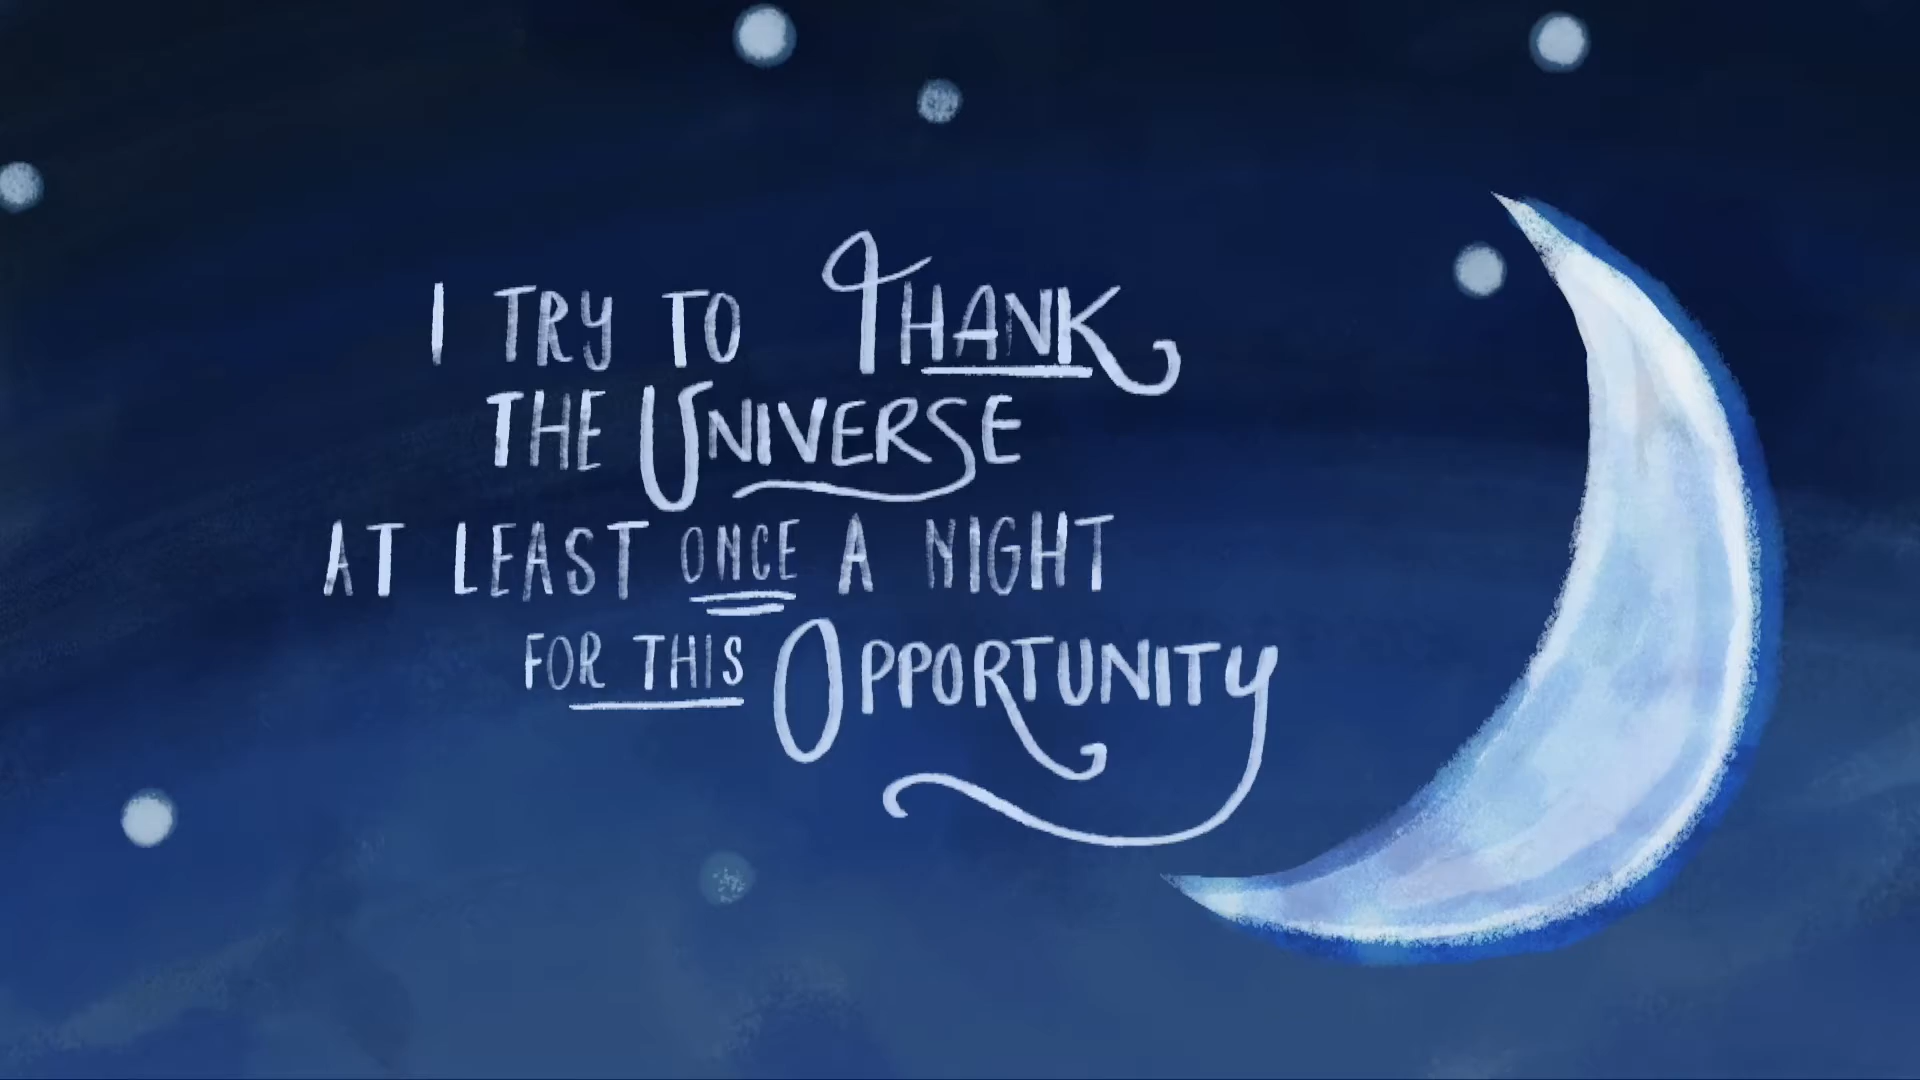 I TRY TO THANK
THE UNIVERSE
AT LEAST ONCE A NIGHT
FOR THIS OPPORTUNITY